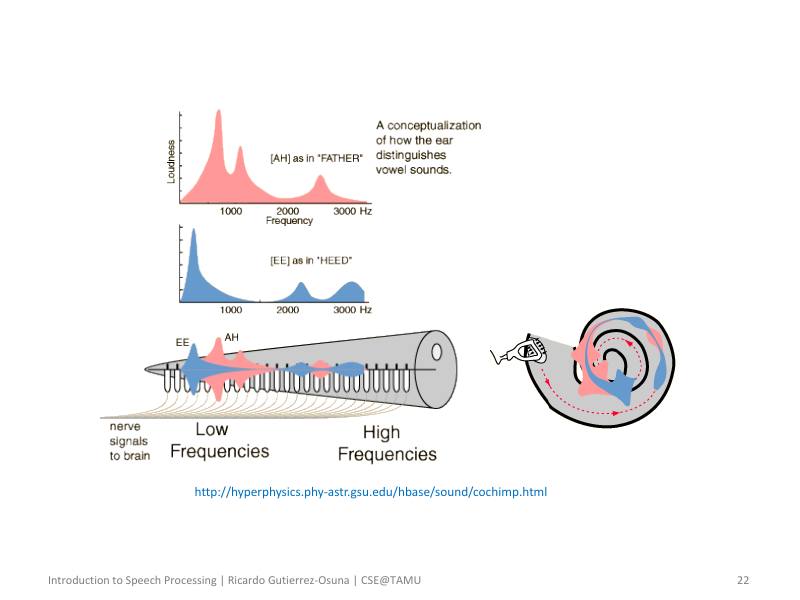 A conceptualization
of how the ear
distinguishes
vowel sounds.
Loudness
[AH] as in "FATHER"
1000 2000 3000 Hz
Frequency
[EE] as in "HEED"
1000 2000 3000 Hz
EE AH
nerve
signals
to brain
Low
Frequencies
High
Frequencies
http://hyperphysics.phy-astr.gsu.edu/hbase/sound/cochimp.html
Introduction to Speech Processing | Ricardo Gutierrez-Osuna | CSE@TAMU
22